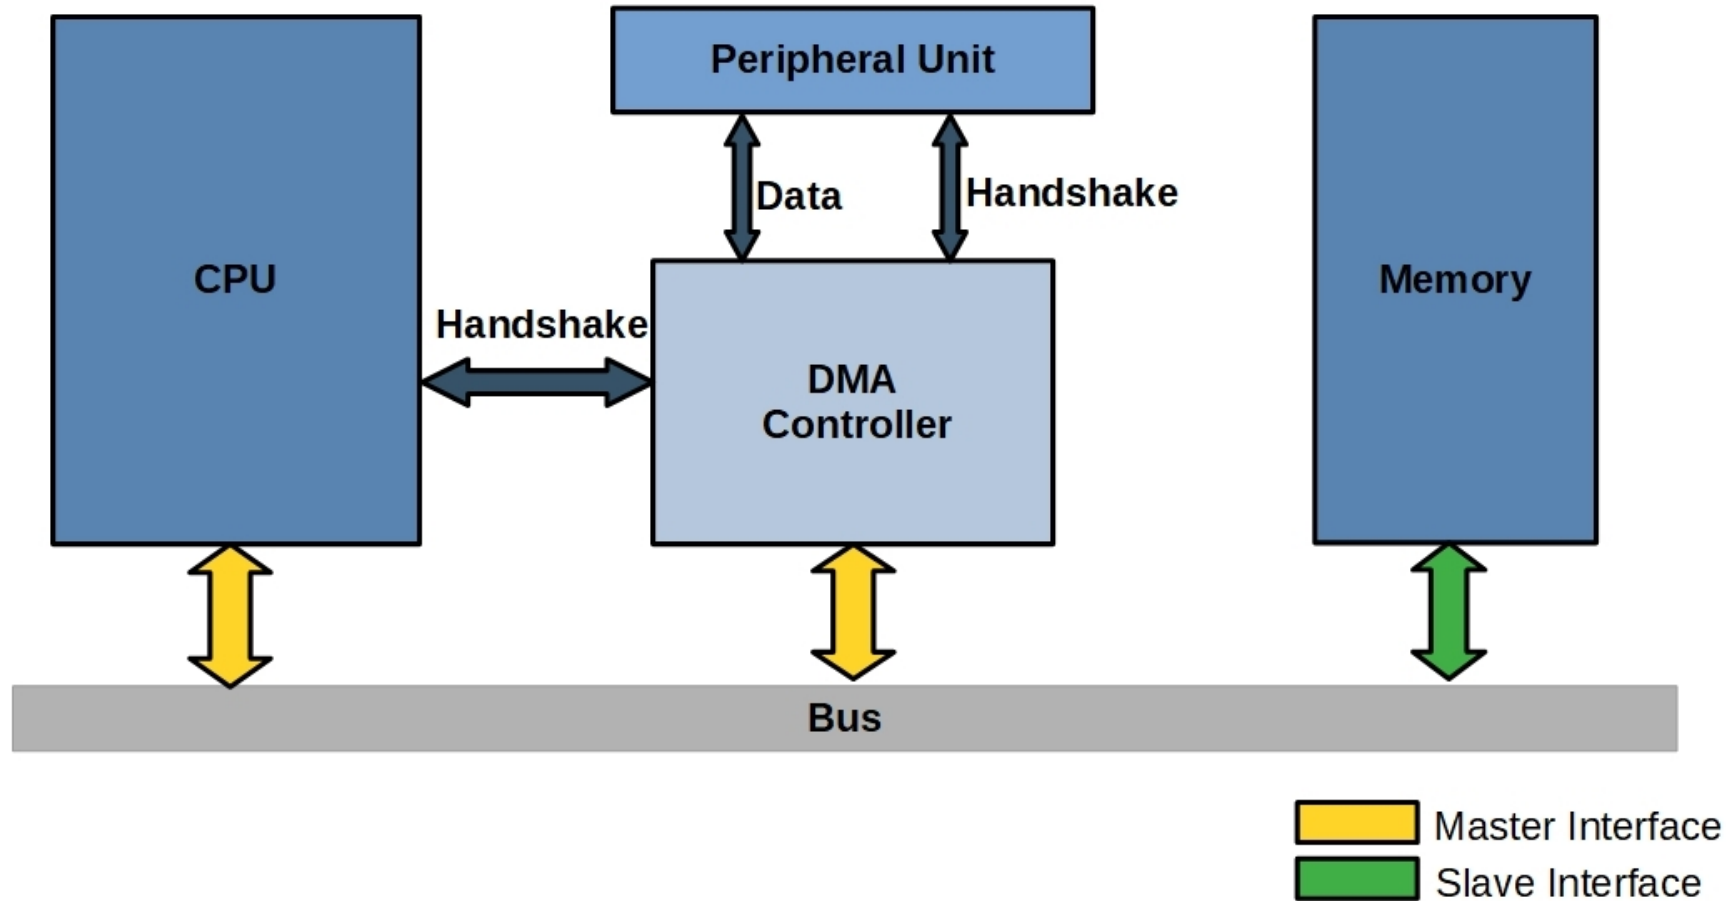 Peripheral Unit
Data
Handshake
CPU
Memory
Handshake
DMA
Controller
Bus
Master Interface
Slave Interface